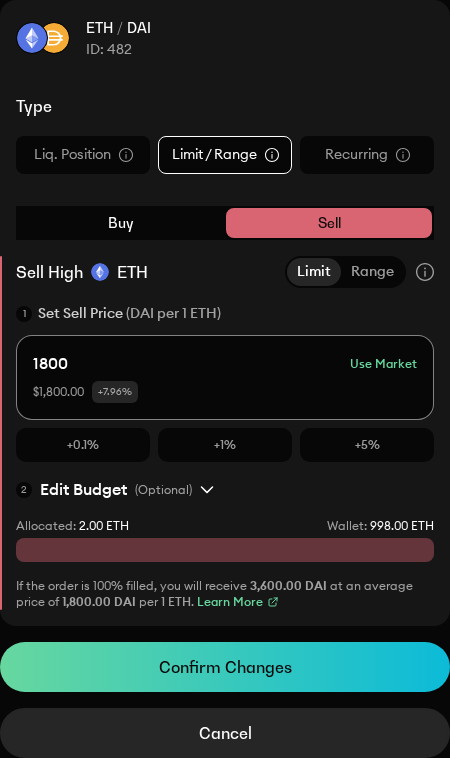 ETH / DAI
ID: 482
Type
Liq. Position
Limit / Range
Recurring
Buy
Sell
Sell High ETH
Limit
Range
1 Set Sell Price (DAI per 1 ETH)
1800
Use Market
$1,800.00
+7.96%
+0.1%
+1%
+5%
2 Edit Budget (Optional)
Allocated: 2.00 ETH
Wallet: 998.00 ETH
If the order is 100% filled, you will receive 3,600.00 DAI at an average
price of 1,800.00 DAI per 1 ETH. Learn More
Confirm Changes
Cancel